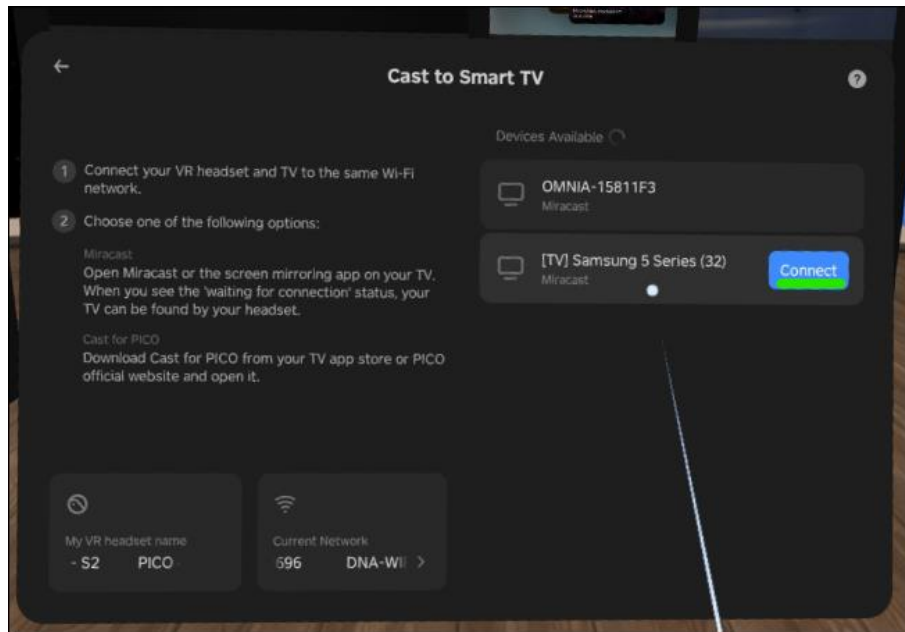 Cast to Smart TV
1 Connect your VR headset and TV to the same Wi-Fi
network.
2 Choose one of the following options:
Miracast
Open Miracast or the screen mirroring app on your TV.
When you see the 'waiting for connection' status, your
TV can be found by your headset.
Cast for PICO
Download Cast for PICO from your TV app store or PICO
official website and open it.
My VR headset name
- S2 PICO
Current Network
696 DNA-WI
Devices Available
OMNIA-15811F3
Miracast
[TV] Samsung 5 Series (32)
Miracast
Connect